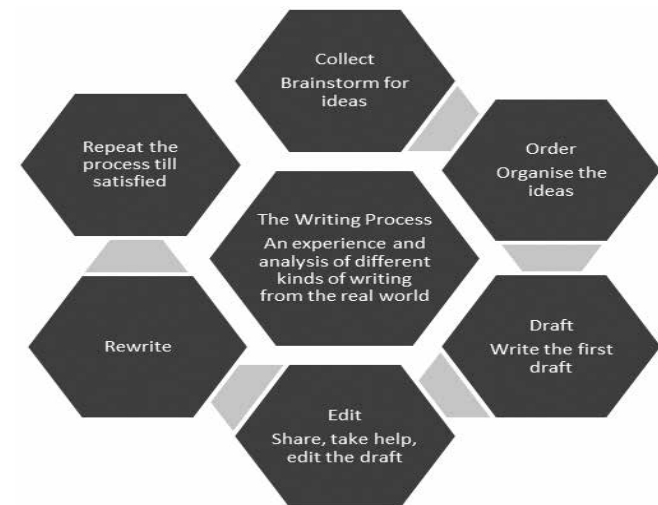 Collect
Brainstorm for
ideas
Order
Organise the
ideas
Draft
Write the first
draft
Edit
Share, take help,
edit the draft
Rewrite
Repeat the
process till
satisfied
The Writing Process
An experience and
analysis of different
kinds of writing
from the real world